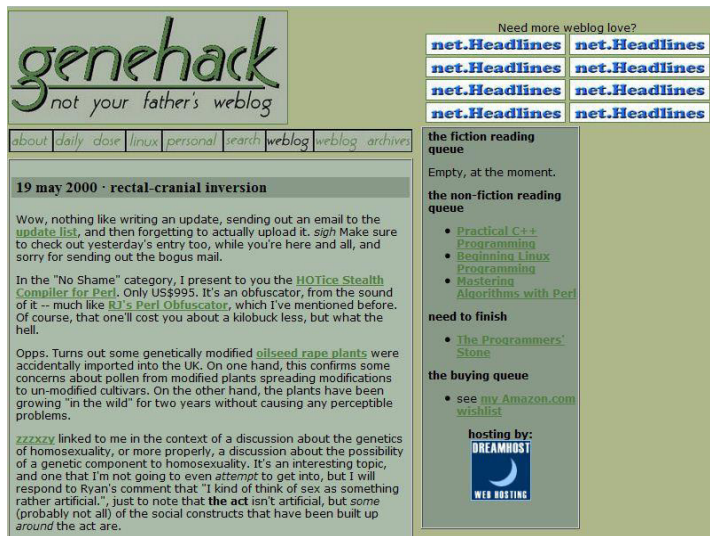 genehack
not your father's weblog
Need more weblog love?
net.Headlines net.Headlines
net.Headlines net.Headlines
net.Headlines net.Headlines
net.Headlines net.Headlines
about daily dose linux personal search weblog weblog archives
19 may 2000 · rectal-cranial inversion
Wow, nothing like writing an update, sending out an email to the
update list, and then forgetting to actually upload it. sigh Make sure
to check out yesterday's entry too, while you're here and all, and
sorry for sending out the bogus mail.
In the "No Shame" category, I present to you the HOTice Stealth
Compiler for Perl. Only US$995. It's an obfuscator, from the sound
of it -- much like RJ's Perl Obfuscator, which I've mentioned before.
Of course, that one'll cost you about a kilobuck less, but what the
hell.
Opps. Turns out some genetically modified oilseed rape plants were
accidentally imported into the UK. On one hand, this confirms some
concerns about pollen from modified plants spreading modifications
to un-modified cultivars. On the other hand, the plants have been
growing "in the wild" for two years without causing any perceptible
problems.
zzzxzy linked to me in the context of a discussion about the genetics
of homosexuality, or more properly, a discussion about the possibility
of a genetic component to homosexuality. It's an interesting topic,
and one that I'm not going to even attempt to get into, but I will
respond to Ryan's comment that "I kind of think of sex as something
rather artificial.", just to note that the act isn't artificial, but some
(probably not all) of the social constructs that have been built up
around the act are.
the fiction reading
queue
Empty, at the moment.
the non-fiction reading
queue
Practical C++
Programming
Beginning Linux
Programming
Mastering
Algorithms with Perl
need to finish
The Programmers'
Stone
the buying queue
see my Amazon.com
wishlist
hosting by:
DREAMHOST
WEB HOSTING